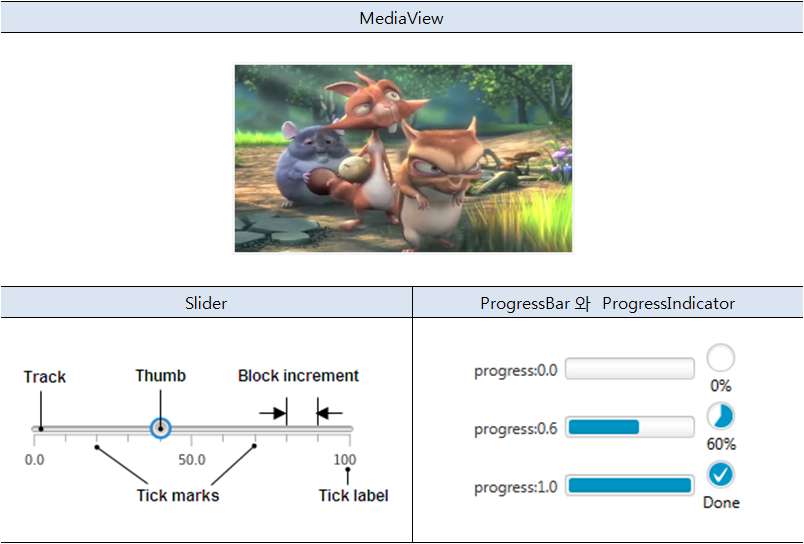 MediaView
Slider
ProgressBar 와 ProgressIndicator
Track
Thumb
Block increment
0.0
50.0
100
Tick marks
Tick label
progress:0.0
0%
progress:0.6
60%
progress:1.0
Done